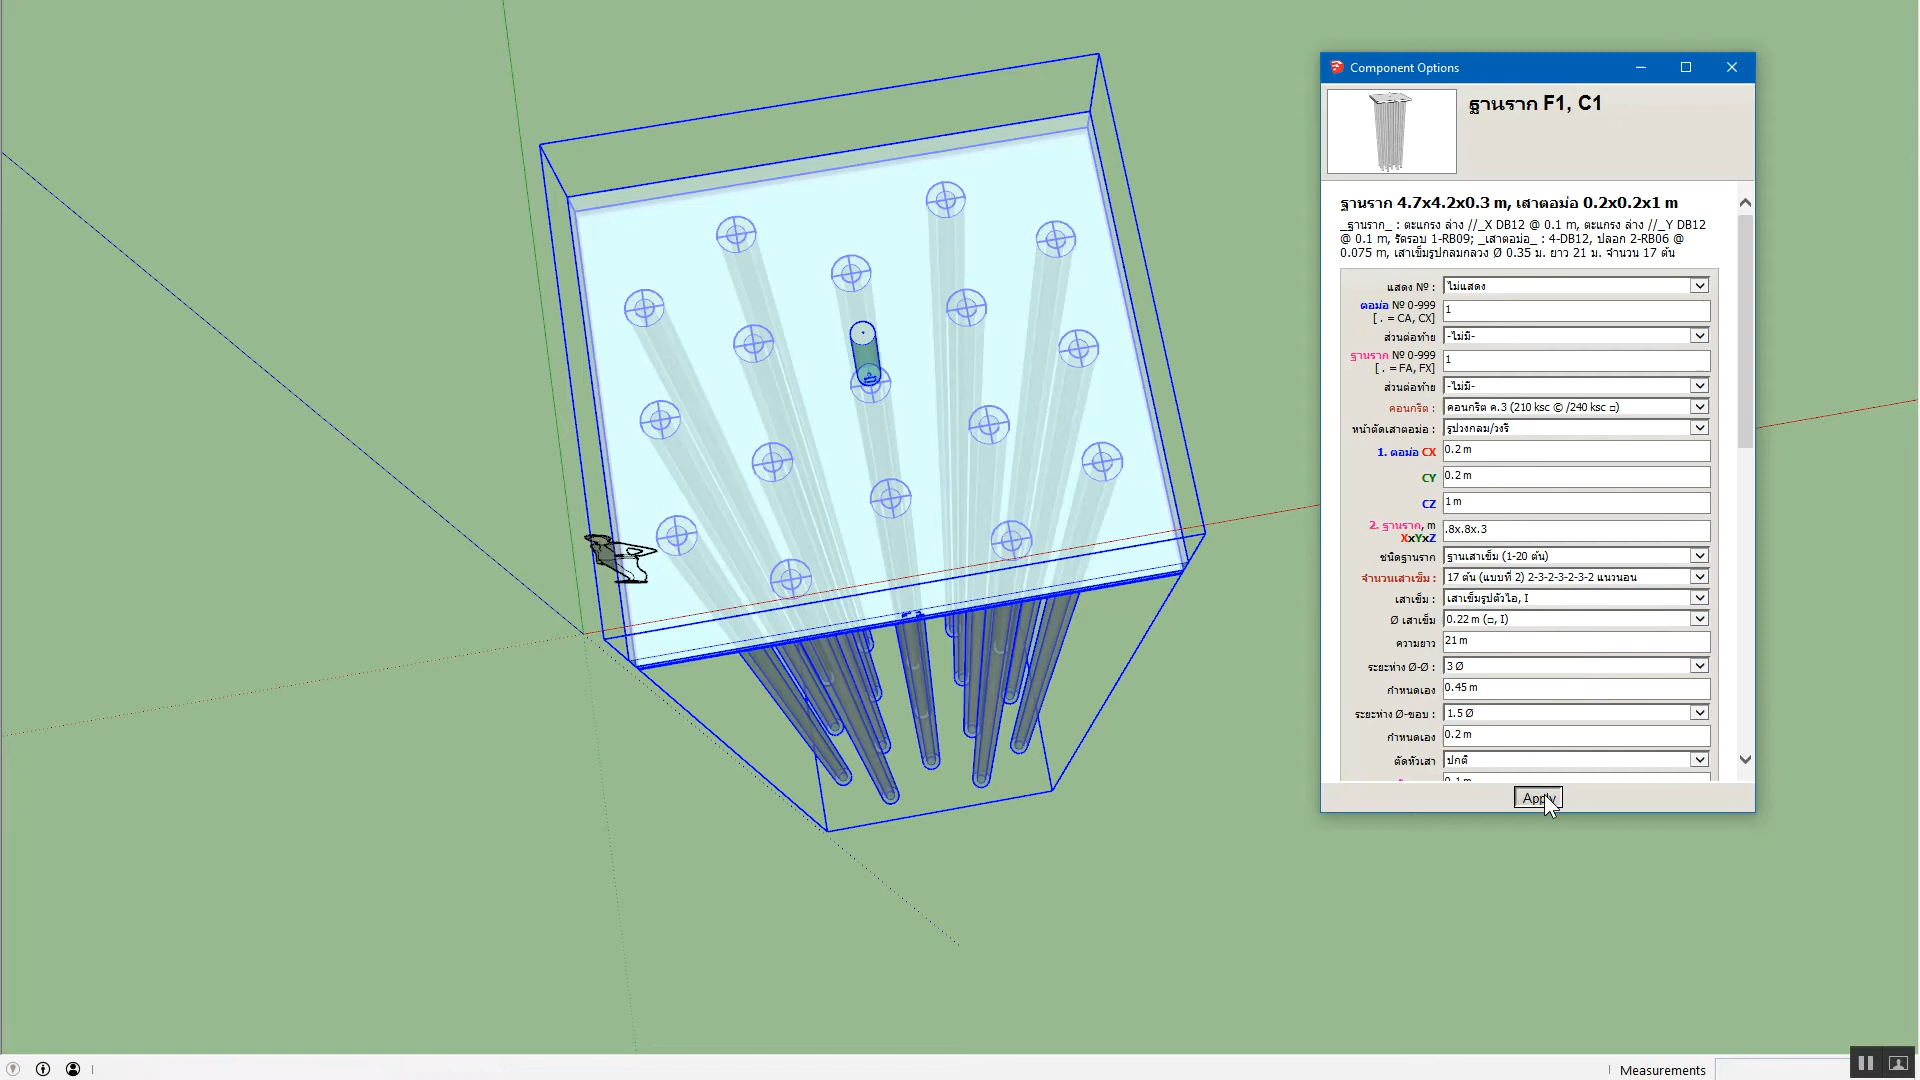 Component Options
ฐานราก F1, C1
ฐานราก 4.7x4.2x0.3 m, เสาตอม่อ 0.2x0.2x1 m
_ฐานราก_ : ตะแกรง ล่าง //_X DB12 @ 0.1 m, ตะแกรง ล่าง //_Y DB12
@ 0.1 m, รัดรอบ 1-RB09; _เสาตอม่อ_ : 4-DB12, ปลอก 2-RB06 @
0.075 m, เสาเข็มรูปกลมกลวง Ø 0.35 ม. ยาว 21 ม. จำนวน 17 ต้น
แสดง № : ไม่แสดง
ตอม่อ № 0-999
[ . = CA, CX] 1
ส่วนต่อท้าย -ไม่มี-
ฐานราก № 0-999
[ . = FA, FX] 1
ส่วนต่อท้าย -ไม่มี-
คอนกรีต : คอนกรีต ค.3 (210 ksc © /240 ksc □)
หน้าตัดเสาตอม่อ : รูปวงกลม/วงรี
1. ตอม่อ CX 0.2 m
CY 0.2 m
CZ 1 m
2. ฐานราก, m
XxYxZ .8x.8x.3
ชนิดฐานราก ฐานเสาเข็ม (1-20 ต้น)
จำนวนเสาเข็ม : 17 ต้น (แบบที่ 2) 2-3-2-3-2-3-2 แนวนอน
เสาเข็ม : เสาเข็มรูปตัวไอ, I
Ø เสาเข็ม 0.22 m (□, I)
ความยาว 21 m
ระยะห่าง Ø-Ø : 3 Ø
กำหนดเอง 0.45 m
ระยะห่าง Ø-ขอบ : 1.5 Ø
กำหนดเอง 0.2 m
ตัดหัวเสา ปกติ
Apply
Measurements